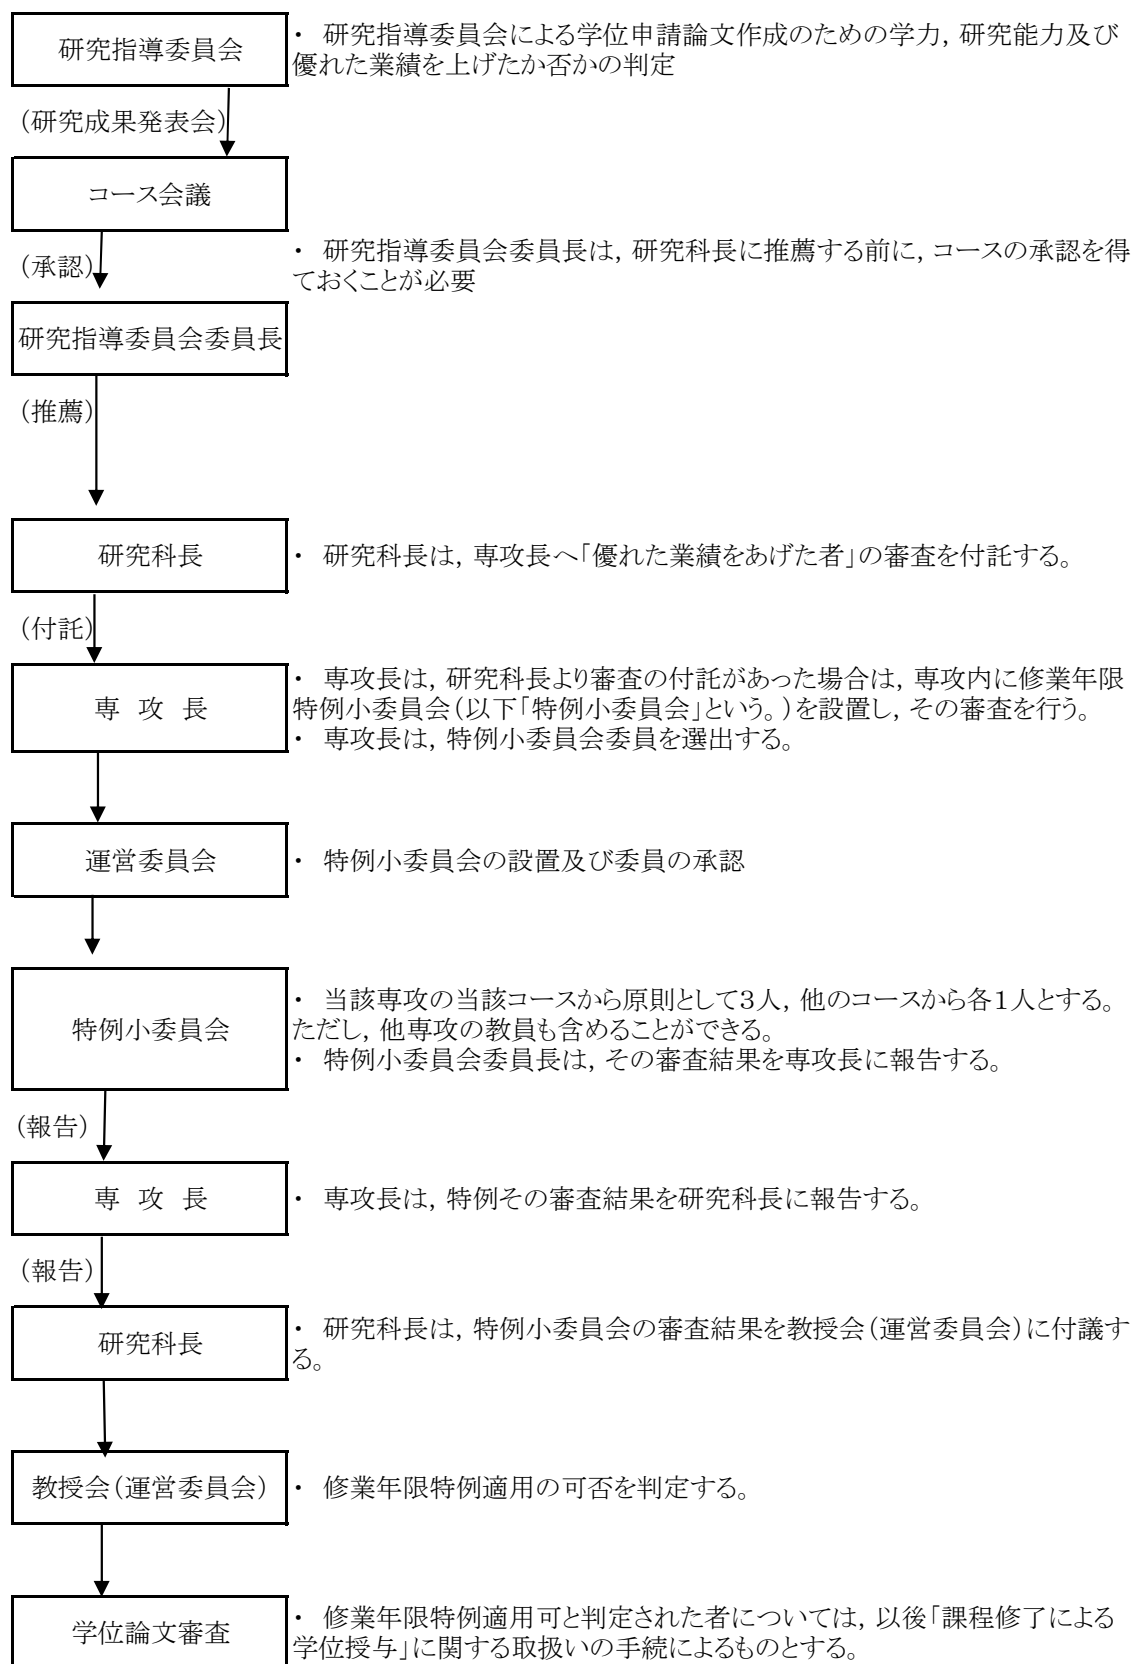 研究指導委員会
・ 研究指導委員会による学位申請論文作成のための学力，研究能力及び
優れた業績を上げたか否かの判定
（研究成果発表会）
コース会議
（承認）
・ 研究指導委員会委員長は，研究科長に推薦する前に，コースの承認を得
ておくことが必要
研究指導委員会委員長
（推薦）
研究科長
・ 研究科長は，専攻長へ「優れた業績をあげた者」の審査を付託する。
（付託）
専 攻 長
・ 専攻長は，研究科長より審査の付託があった場合は，専攻内に修業年限
特例小委員会（以下「特例小委員会」という。）を設置し，その審査を行う。
・ 専攻長は，特例小委員会委員を選出する。
運営委員会
・ 特例小委員会の設置及び委員の承認
特例小委員会
・ 当該専攻の当該コースから原則として３人，他のコースから各１人とする。
ただし，他専攻の教員も含めることができる。
・ 特例小委員会委員長は，その審査結果を専攻長に報告する。
（報告）
専 攻 長
・ 専攻長は，特例その審査結果を研究科長に報告する。
（報告）
研究科長
・ 研究科長は，特例小委員会の審査結果を教授会（運営委員会）に付議す
る。
教授会（運営委員会）
・ 修業年限特例適用の可否を判定する。
学位論文審査
・ 修業年限特例適用可と判定された者については，以後「課程修了による
学位授与」に関する取扱いの手続によるものとする。